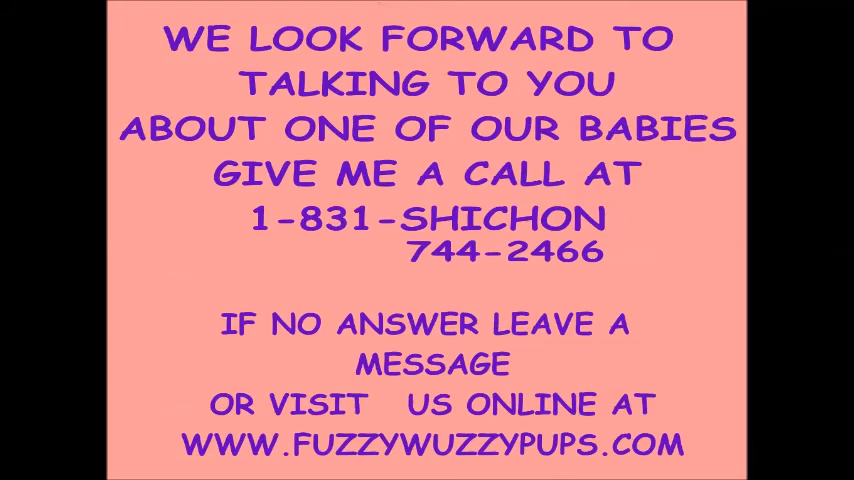 WE LOOK FORWARD TO
TALKING TO YOU
ABOUT ONE OF OUR BABIES
GIVE ME A CALL AT
1-831-SHICHON
744-2466
IF NO ANSWER LEAVE A
MESSAGE
OR VISIT US ONLINE AT
WWW.FUZZYWUZZYPUPS.COM